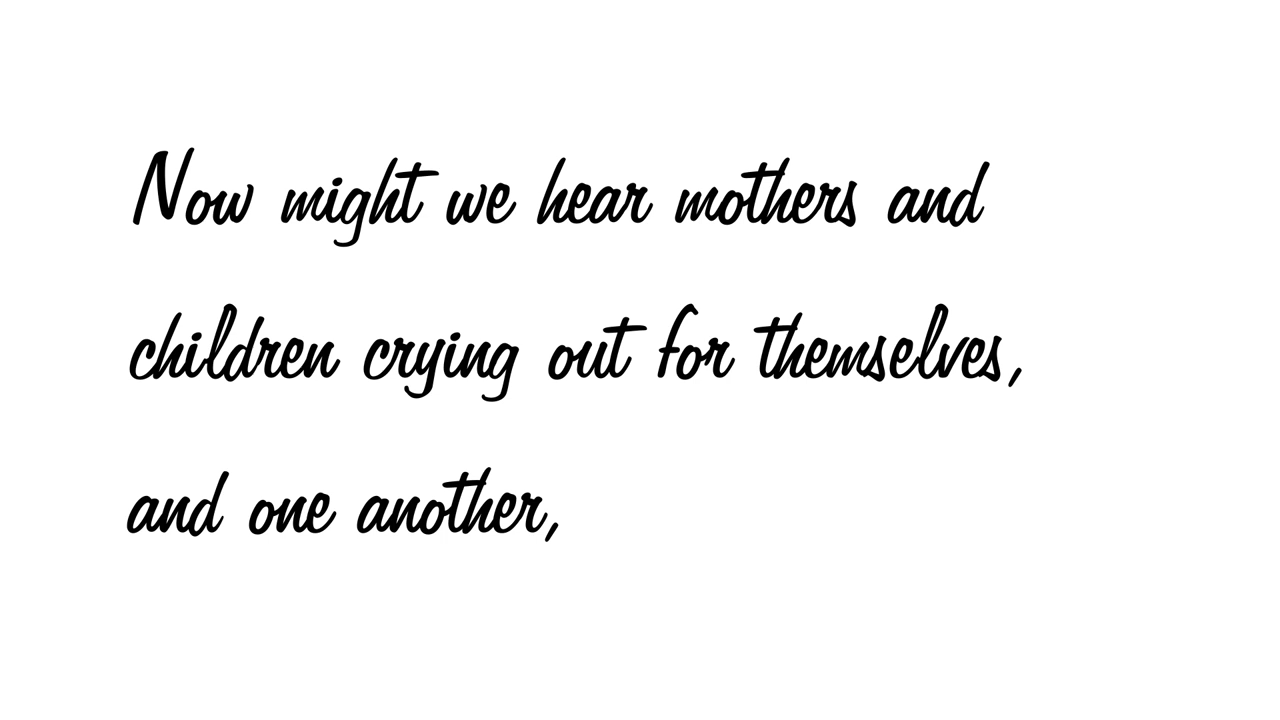 Now might we hear mothers and
children crying out for themselves,
and one another,